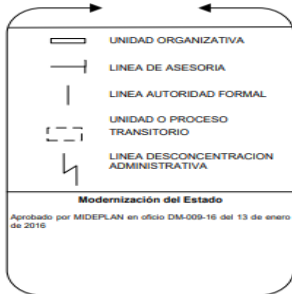 UNIDAD ORGANIZATIVA
LINEA DE ASESORIA
LINEA AUTORIDAD FORMAL
UNIDAD O PROCESO
TRANSITORIO
LINEA DESCONCENTRACION
ADMINISTRATIVA
Modernización del Estado
Aprobado por MIDEPLAN en oficio DM-009-16 del 13 de enero
de 2016